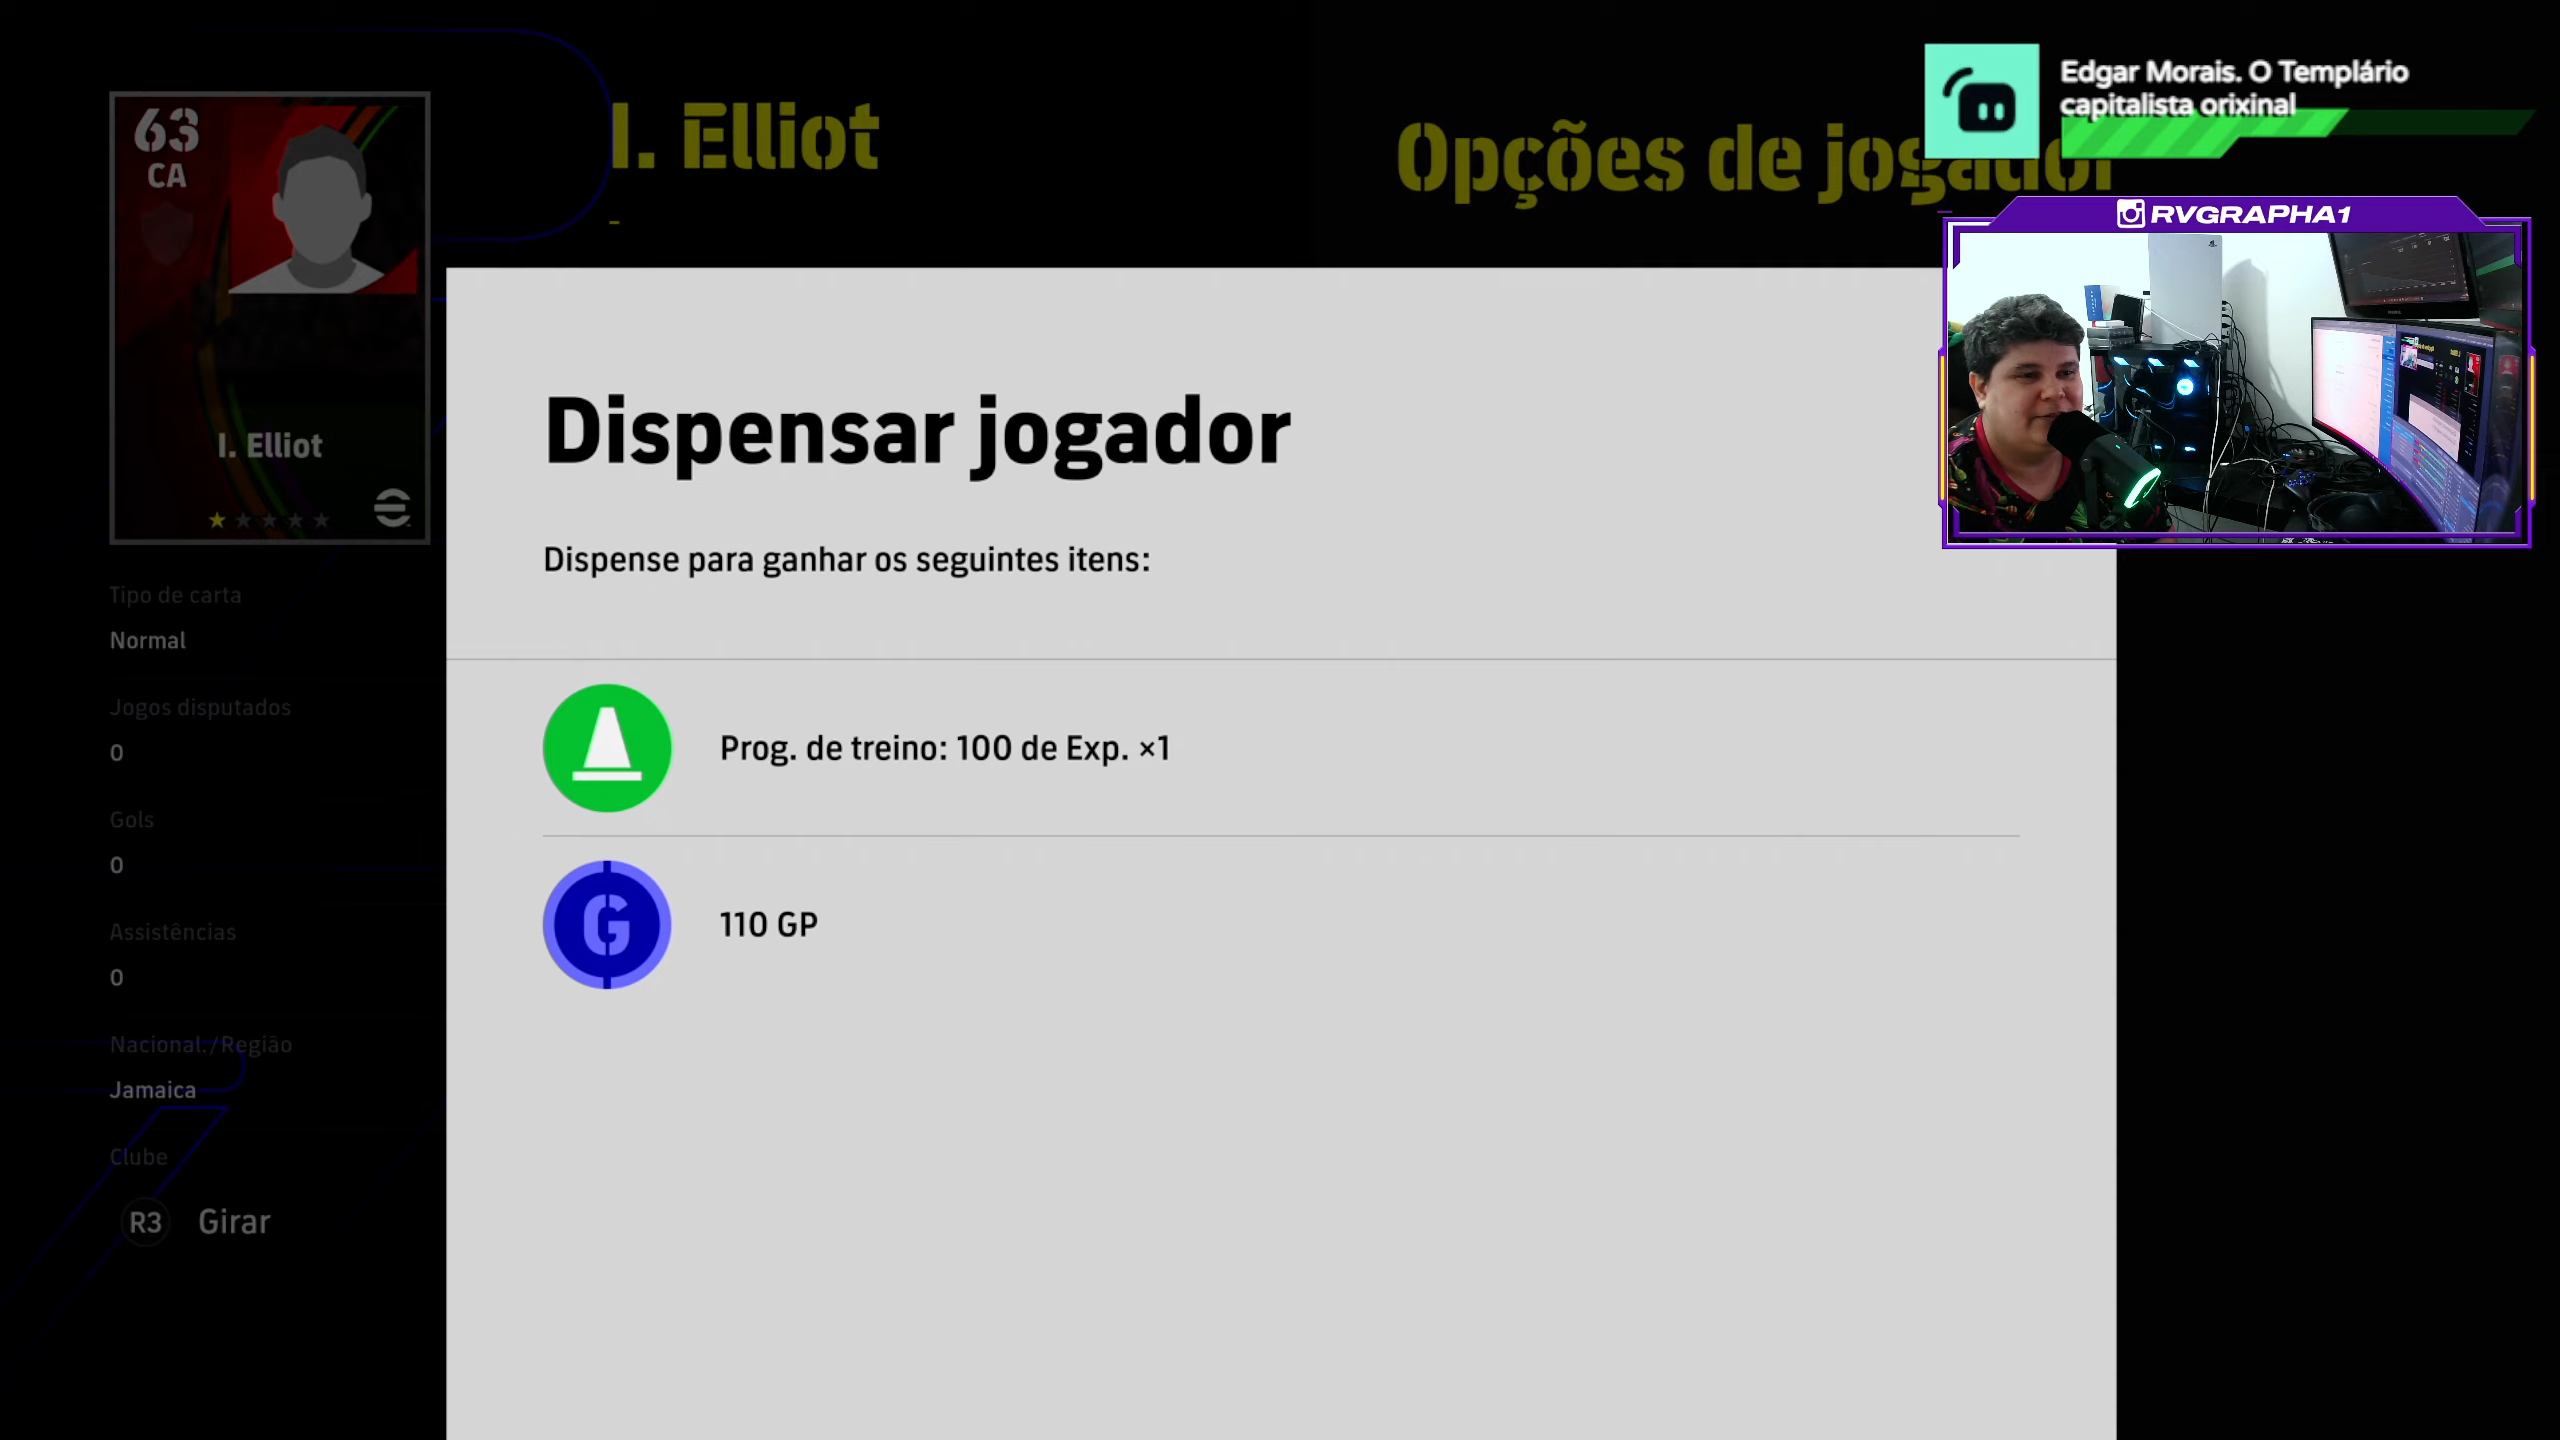 63
CA
I. Elliot
Tipo de carta
Normal
Jogos disputados
0
Gols
0
Assistências
0
Nacional./Região
Jamaica
Clube
R3 Girar
I. Elliot
-
Opções de jogador
Edgar Morais. O Templário
capitalista orixinal
RVGRAPHA1
Dispensar jogador
Dispense para ganhar os seguintes itens:
Prog. de treino: 100 de Exp. ×1
G 110 GP